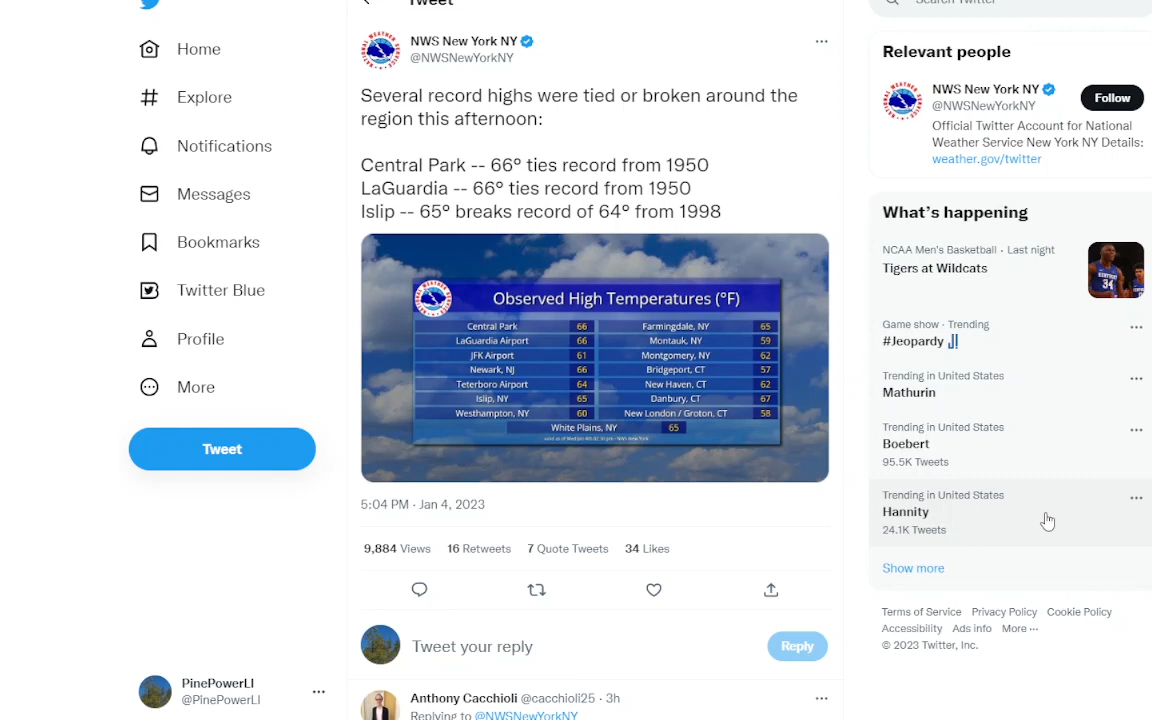 Tweet
Search Twitter
Home
Explore
Notifications
Messages
Bookmarks
Twitter Blue
Profile
More
Tweet
PinePowerLI
@PinePowerLI
NWS New York NY
@NWSNewYorkNY
Several record highs were tied or broken around the
region this afternoon:
Central Park -- 66° ties record from 1950
LaGuardia -- 66° ties record from 1950
Islip -- 65° breaks record of 64° from 1998
Observed High Temperatures (°F)
Central Park 66 Farmingdale, NY 65
LaGuardia Airport 66 Montauk, NY 59
JFK Airport 61 Montgomery, NY 62
Newark, NJ 66 Bridgeport, CT 57
Teterboro Airport 64 New Haven, CT 62
Islip, NY 65 Danbury, CT 67
Westhampton, NY 60 New London / Groton, CT 58
White Plains, NY 65
5:04 PM · Jan 4, 2023
9,884 Views 16 Retweets 7 Quote Tweets 34 Likes
Tweet your reply
Reply
Anthony Cacchioli @cacchioli25 · 3h
Replying to @NWSNewYorkNY
Relevant people
NWS New York NY
@NWSNewYorkNY
Follow
Official Twitter Account for National
Weather Service New York NY Details:
weather.gov/twitter
What's happening
NCAA Men's Basketball · Last night
Tigers at Wildcats
KENTUCKY
34
Game show · Trending
#Jeopardy
Trending in United States
Mathurin
Trending in United States
Boebert
95.5K Tweets
Trending in United States
Hannity
24.1K Tweets
Show more
Terms of Service Privacy Policy Cookie Policy
Accessibility Ads info More ···
© 2023 Twitter, Inc.